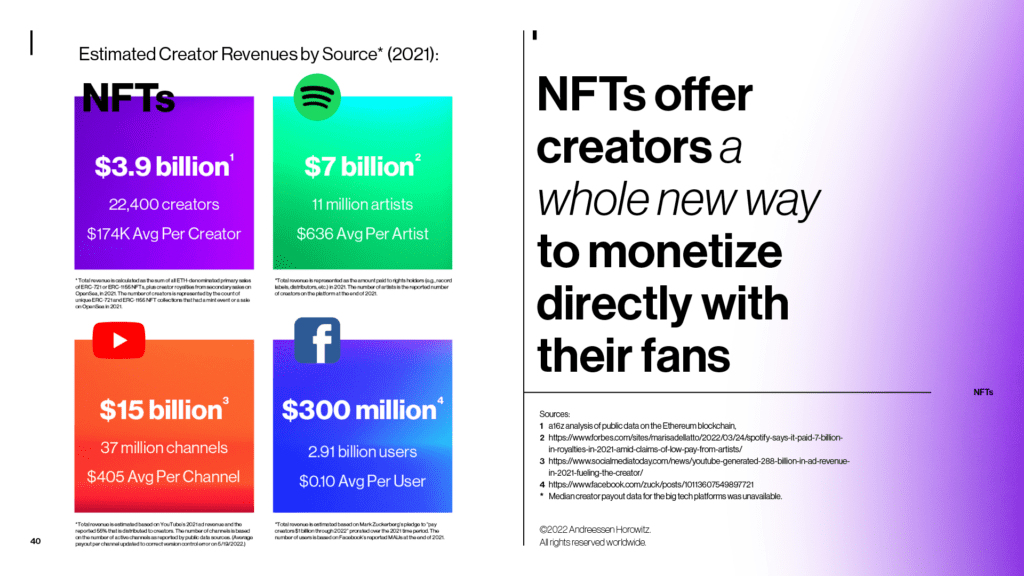 Estimated Creator Revenues by Source* (2021):
NFTs
$3.9 billion1
22,400 creators
$174K Avg Per Creator
* Total revenue is calculated as the sum of all ETH-denominated primary sales
of ERC-721 or ERC-1155 NFTs, plus creator royalties from secondary sales on
OpenSea, in 2021. The number of creators is represented by the count of
unique ERC-721 and ERC-1155 NFT collections that had a mint event or a sale
on OpenSea in 2021.
$7 billion2
11 million artists
$636 Avg Per Artist
*Total revenue is represented as the amount paid to rights holders (e.g., record
labels, distributors, etc.) in 2021. The number of artists is the reported number
of creators on the platform at the end of 2021.
$15 billion3
37 million channels
$405 Avg Per Channel
*Total revenue is estimated based on YouTube's 2021 ad revenue and the
reported 55% that is distributed to creators. The number of channels is based
on the number of active channels as reported by public data sources. (Average
payout per channel updated to correct version control error on 5/19/2022.)
f
$300 million4
2.91 billion users
$0.10 Avg Per User
*Total revenue is estimated based on Mark Zuckerberg's pledge to "pay
creators $1 billion through 2022" prorated over the 2021 time period. The
number of users is based on Facebook's reported MAUs at the end of 2021.
40
NFTs offer
creators a
whole new way
to monetize
directly with
their fans
NFTs
Sources:
1 a16z analysis of public data on the Ethereum blockchain,
2 https://www.forbes.com/sites/marisadellatto/2022/03/24/spotify-says-it-paid-7-billion-
in-royalties-in-2021-amid-claims-of-low-pay-from-artists/
3 https://www.socialmediatoday.com/news/youtube-generated-288-billion-in-ad-revenue-
in-2021-fueling-the-creator/
4 https://www.facebook.com/zuck/posts/10113607549897721
* Median creator payout data for the big tech platforms was unavailable.
©2022 Andreessen Horowitz.
All rights reserved worldwide.